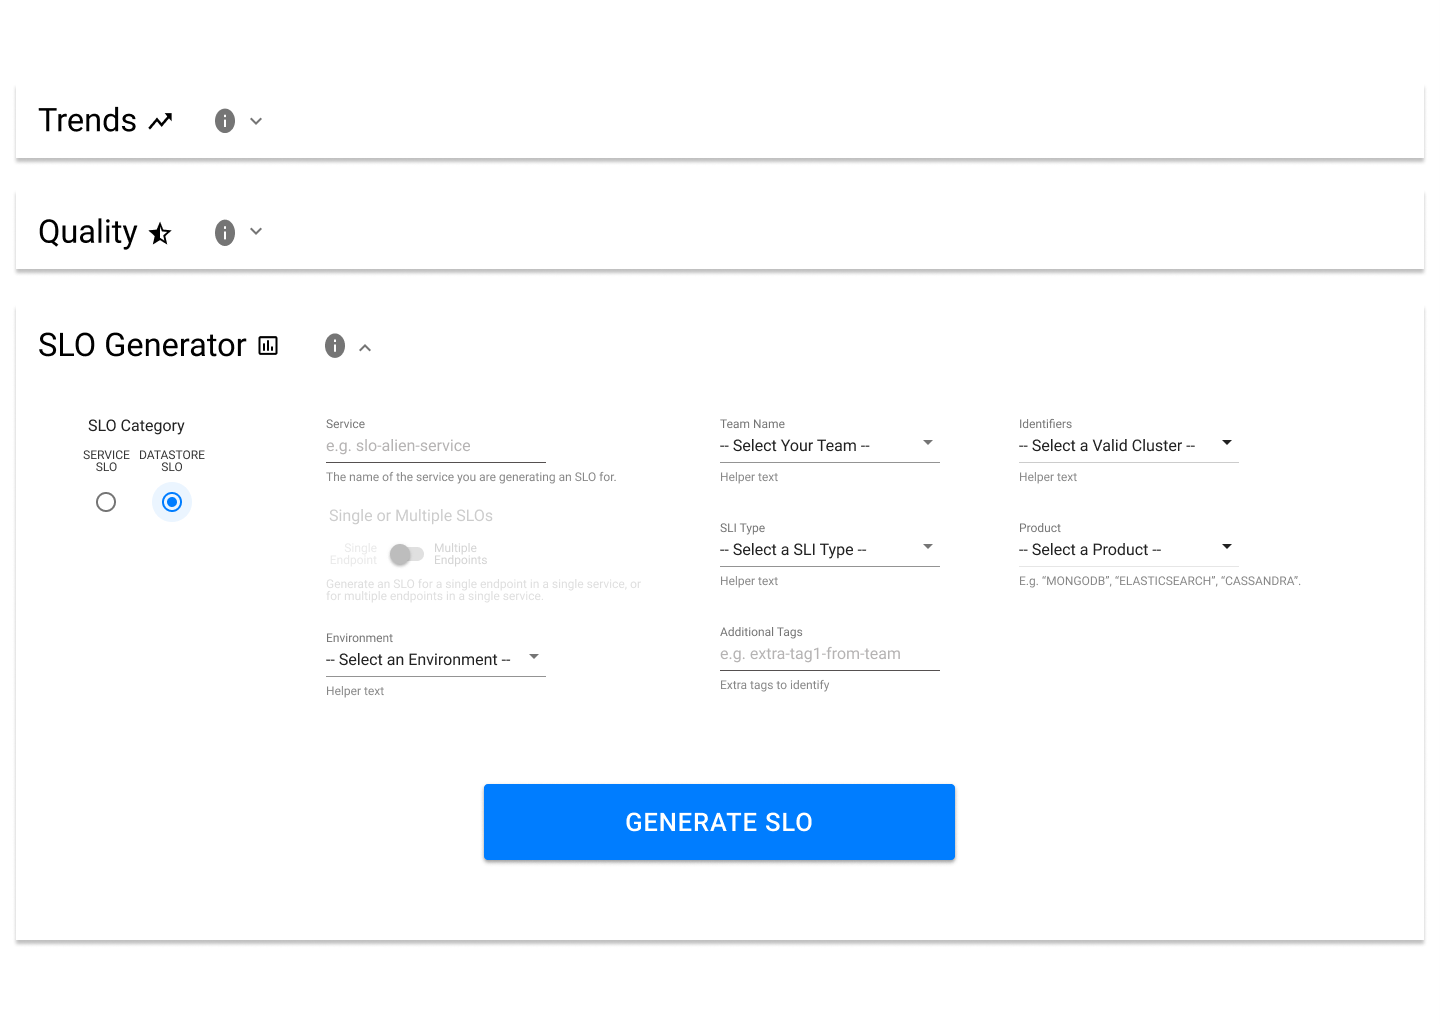 Trends
Quality
SLO Generator
SLO Category
SERVICE
SLO
DATASTORE
SLO
Service
e.g. slo-alien-service
The name of the service you are generating an SLO for.
Single or Multiple SLOs
Single
Endpoint
Multiple
Endpoints
Generate an SLO for a single endpoint in a single service, or
for multiple endpoints in a single service.
Environment
-- Select an Environment --
Helper text
Team Name
-- Select Your Team --
Helper text
SLI Type
-- Select a SLI Type --
Helper text
Additional Tags
e.g. extra-tag1-from-team
Extra tags to identify
Identifiers
-- Select a Valid Cluster --
Helper text
Product
-- Select a Product --
E.g. “MONGODB”, “ELASTICSEARCH”, “CASSANDRA”.
GENERATE SLO